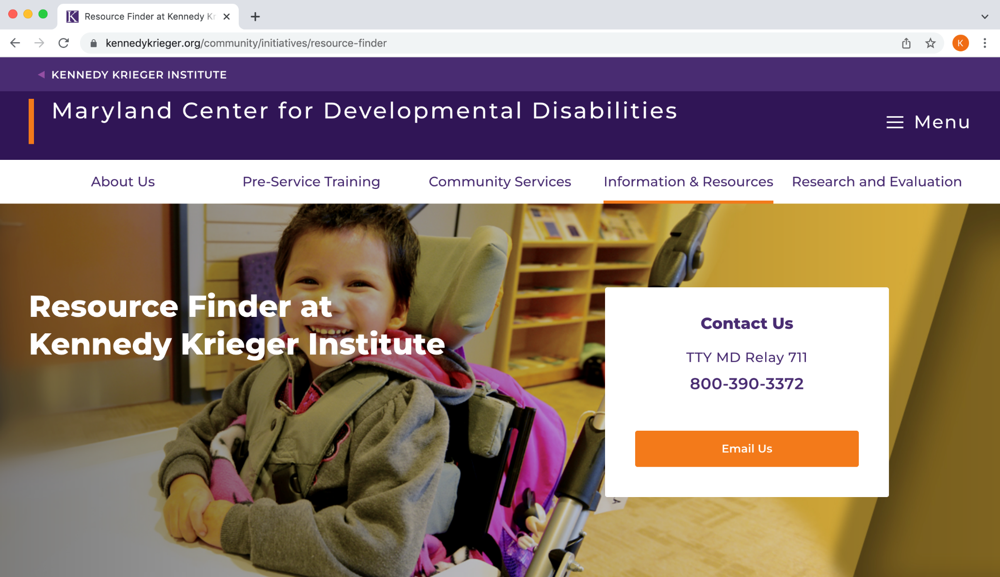 Resource Finder at Kennedy Kr
kennedykrieger.org/community/initiatives/resource-finder
K
KENNEDY KRIEGER INSTITUTE
Maryland Center for Developmental Disabilities
Menu
About Us
Pre-Service Training
Community Services
Information & Resources
Research and Evaluation
Resource Finder at
Kennedy Krieger Institute
Contact Us
TTY MD Relay 711
800-390-3372
Email Us